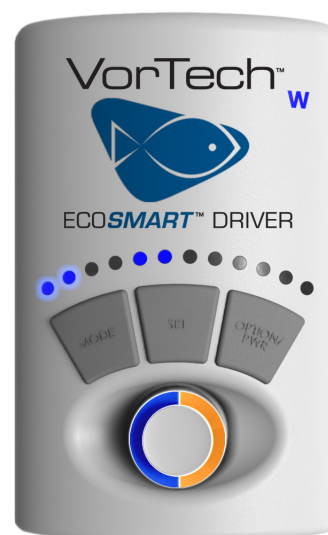 VorTech™
W
ECOSMART™ DRIVER
MODE
SET
OPTION/
PWR